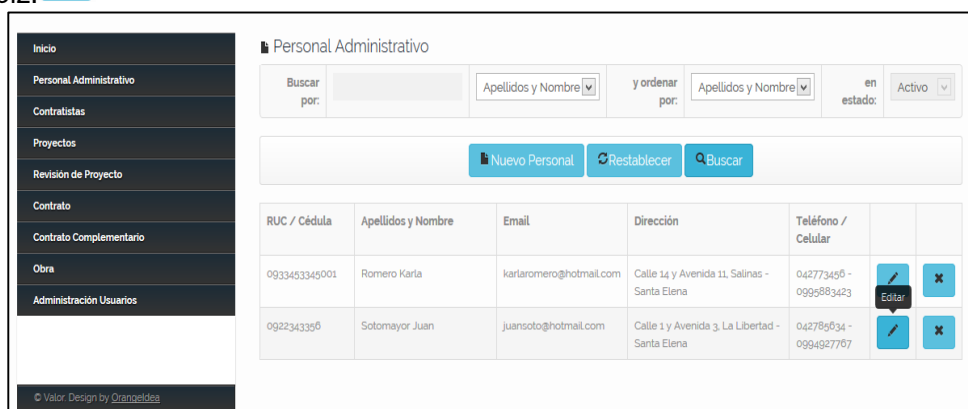 Inicio
Personal Administrativo
Contratistas
Proyectos
Revisión de Proyecto
Contrato
Contrato Complementario
Obra
Administración Usuarios
© Valor. Design by OrangeIdea
Personal Administrativo
Buscar por: Apellidos y Nombre y ordenar por: Apellidos y Nombre en estado: Activo
Nuevo Personal Restablecer Buscar
RUC / Cédula Apellidos y Nombre Email Dirección Teléfono / Celular
0933453345001 Romero Karla karlaromero@hotmail.com Calle 14 y Avenida 11, Salinas - Santa Elena 042773456 - 0995883423
Editar
0922343356 Sotomayor Juan juansoto@hotmail.com Calle 1 y Avenida 3, La Libertad - Santa Elena 042785634 - 0994927767